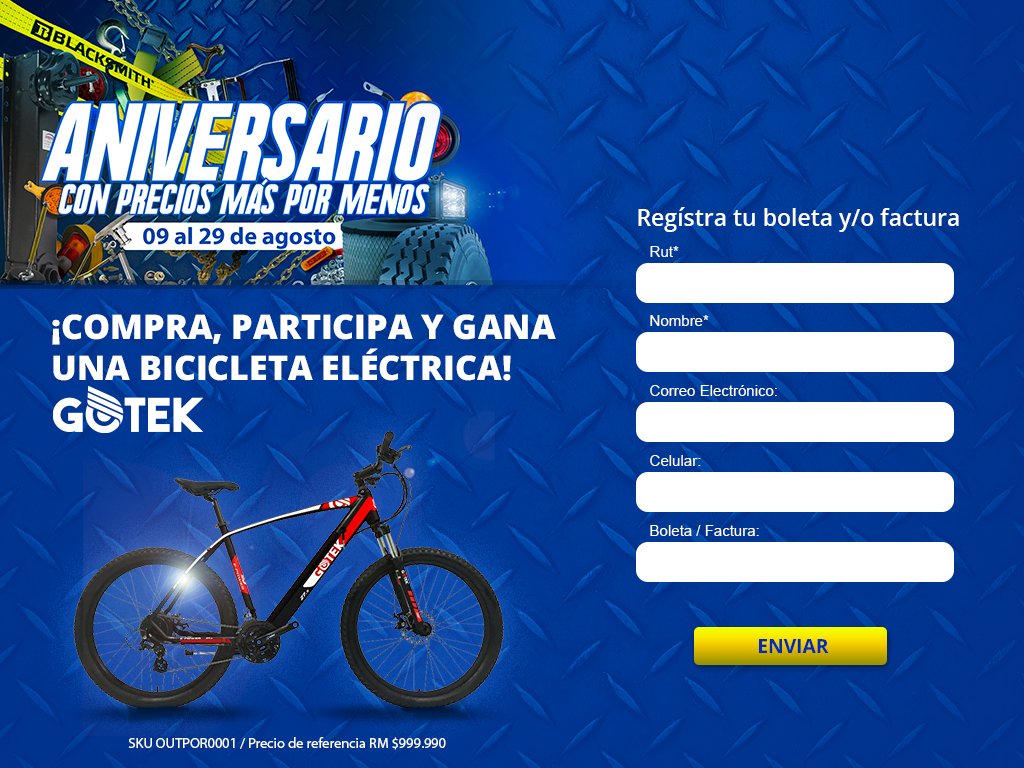 BLACKSMITH
ANIVERSARIO
CON PRECIOS MÁS POR MENOS
09 al 29 de agosto
¡COMPRA, PARTICIPA Y GANA
UNA BICICLETA ELÉCTRICA!
GOTEK
GOTEK
SKU OUTPOR0001 / Precio de referencia RM $999.990
Regístra tu boleta y/o factura
Rut*
Nombre*
Correo Electrónico:
Celular:
Boleta / Factura:
ENVIAR